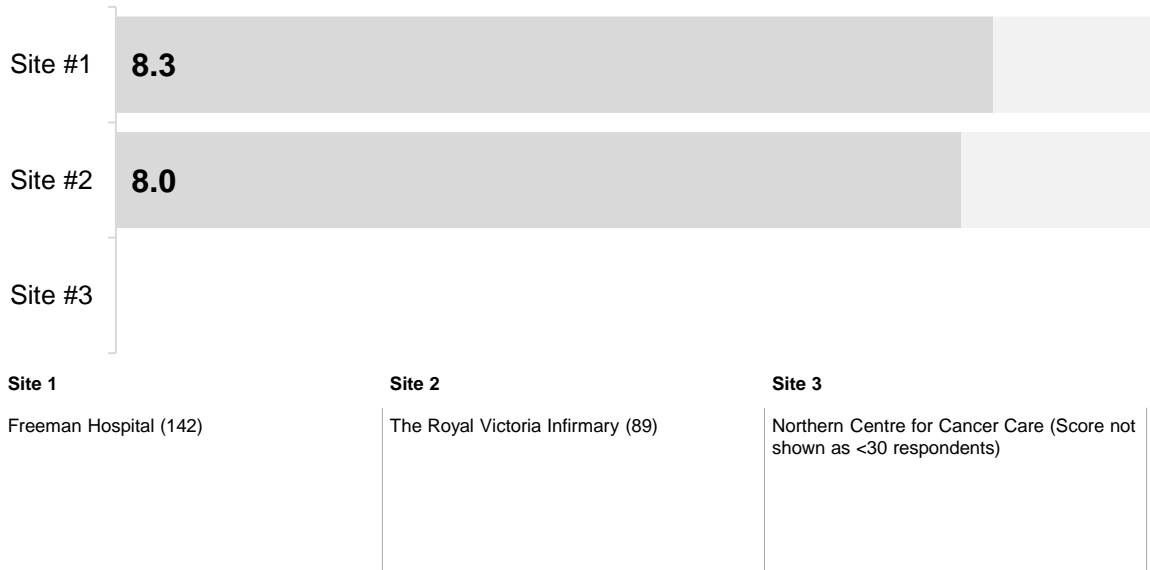 Site #1
8.3
Site #2
8.0
Site #3
Site 1
Freeman Hospital (142)
Site 2
The Royal Victoria Infirmary (89)
Site 3
Northern Centre for Cancer Care (Score not
shown as <30 respondents)